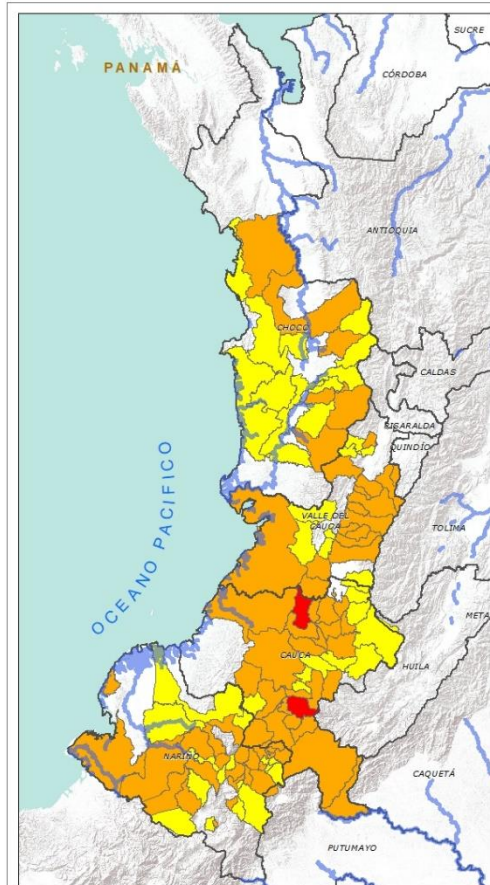 SUCRE
PANAMÁ
CÓRDOBA
ANTIOQUIA
CHOCÓ
CALDAS
RISARALDA
QUINDÍO
OCEANO PACIFICO
VALLE DEL
CAUCA
TOLIMA
META
CAUCA
HUILA
NARIÑO
CAQUETÁ
PUTUMAYO